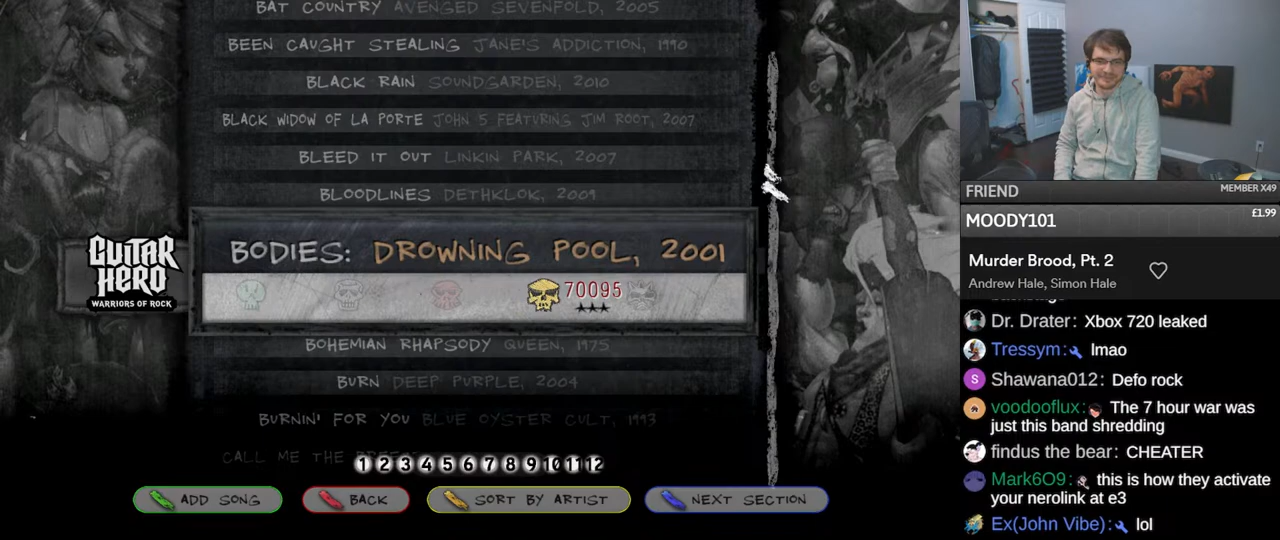 BAT COUNTRY AVENGED SEVENFOLD, 2005
BEEN CAUGHT STEALING JANE'S ADDICTION, 1990
BLACK RAIN SOUNDGARDEN, 2010
BLACK WIDOW OF LA PORTE JOHN 5 FEATURING JIM ROOT, 2007
BLEED IT OUT LINKIN PARK, 2007
BLOODLINES DETHKLOK, 2009
GUITAR
HERO
WARRIORS OF ROCK
BODIES: DROWNING POOL, 2001
70095
BOHEMIAN RHAPSODY QUEEN, 1975
BURN DEEP PURPLE, 2004
BURNIN' FOR YOU BLUE OYSTER CULT, 1993
CALL ME THE
1 2 3 4 5 6 7 8 9 10 11 12
ADD SONG
BACK
SORT BY ARTIST
NEXT SECTION
FRIEND MEMBER X49
MOODY101 £1.99
Murder Brood, Pt. 2
Andrew Hale, Simon Hale
Dr. Drater: Xbox 720 leaked
Tressym: lmao
S Shawana012: Defo rock
voodooflux: The 7 hour war was
just this band shredding
findus the bear: CHEATER
Mark6O9: this is how they activate
your nerolink at e3
Ex(John Vibe): lol